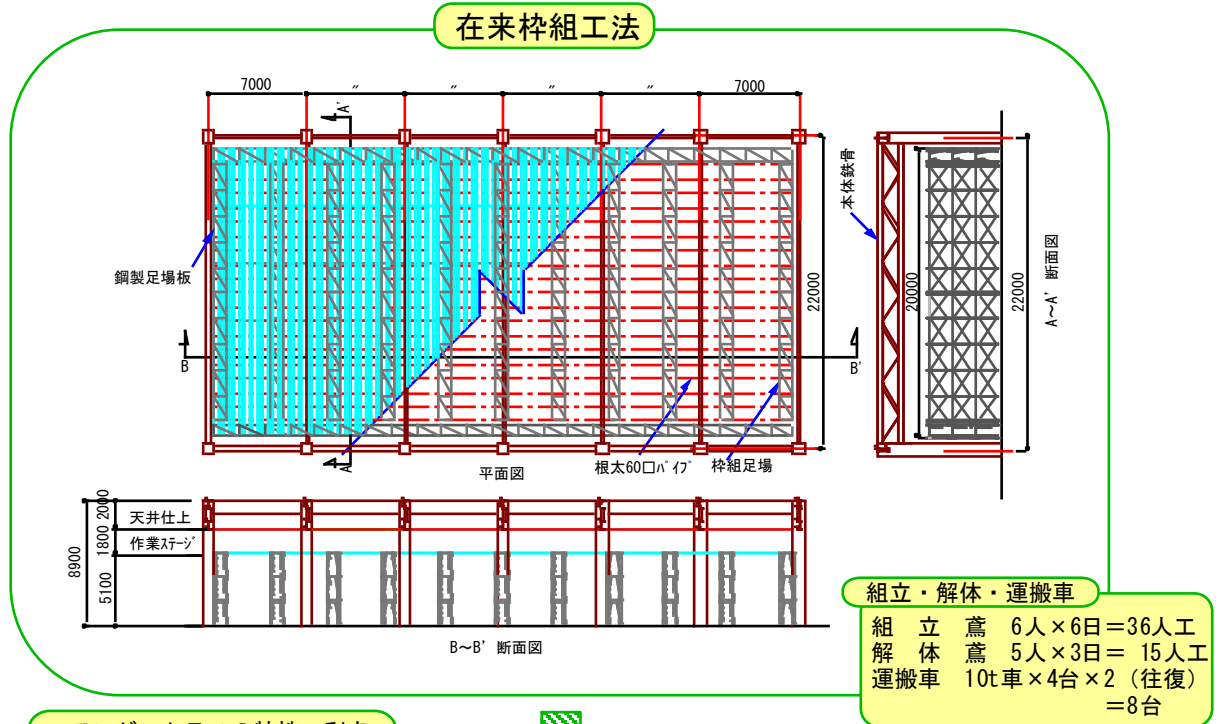 在来枠組工法
7000
〃
〃
〃
〃
7000
A'
本体鉄骨
鋼製足場板
22000
20000
22000
A～A' 断面図
B
B'
A
平面図
根太60口ﾊﾟｲﾌﾟ
枠組足場
2000
天井仕上
1800
作業ｽﾃｰｼﾞ
8900
5100
B～B' 断面図
組立・解体・運搬車
組　立　鳶　6人×6日＝36人工
解　体　鳶　5人×3日＝ 15人工
運搬車　10t車×4台×2（往復）
＝8台